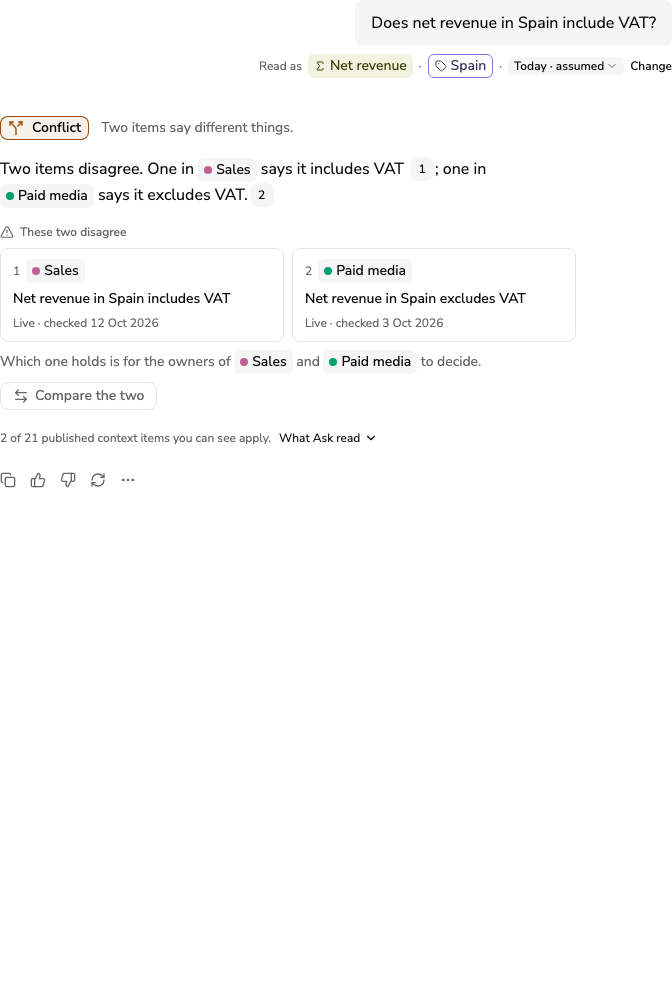 Does net revenue in Spain include VAT?
Read as Σ Net revenue · Spain · Today · assumed Change
Conflict Two items say different things.
Two items disagree. One in Sales says it includes VAT 1 ; one in
Paid media says it excludes VAT. 2
These two disagree
1 Sales
Net revenue in Spain includes VAT
Live · checked 12 Oct 2026
2 Paid media
Net revenue in Spain excludes VAT
Live · checked 3 Oct 2026
Which one holds is for the owners of Sales and Paid media to decide.
Compare the two
2 of 21 published context items you can see apply. What Ask read